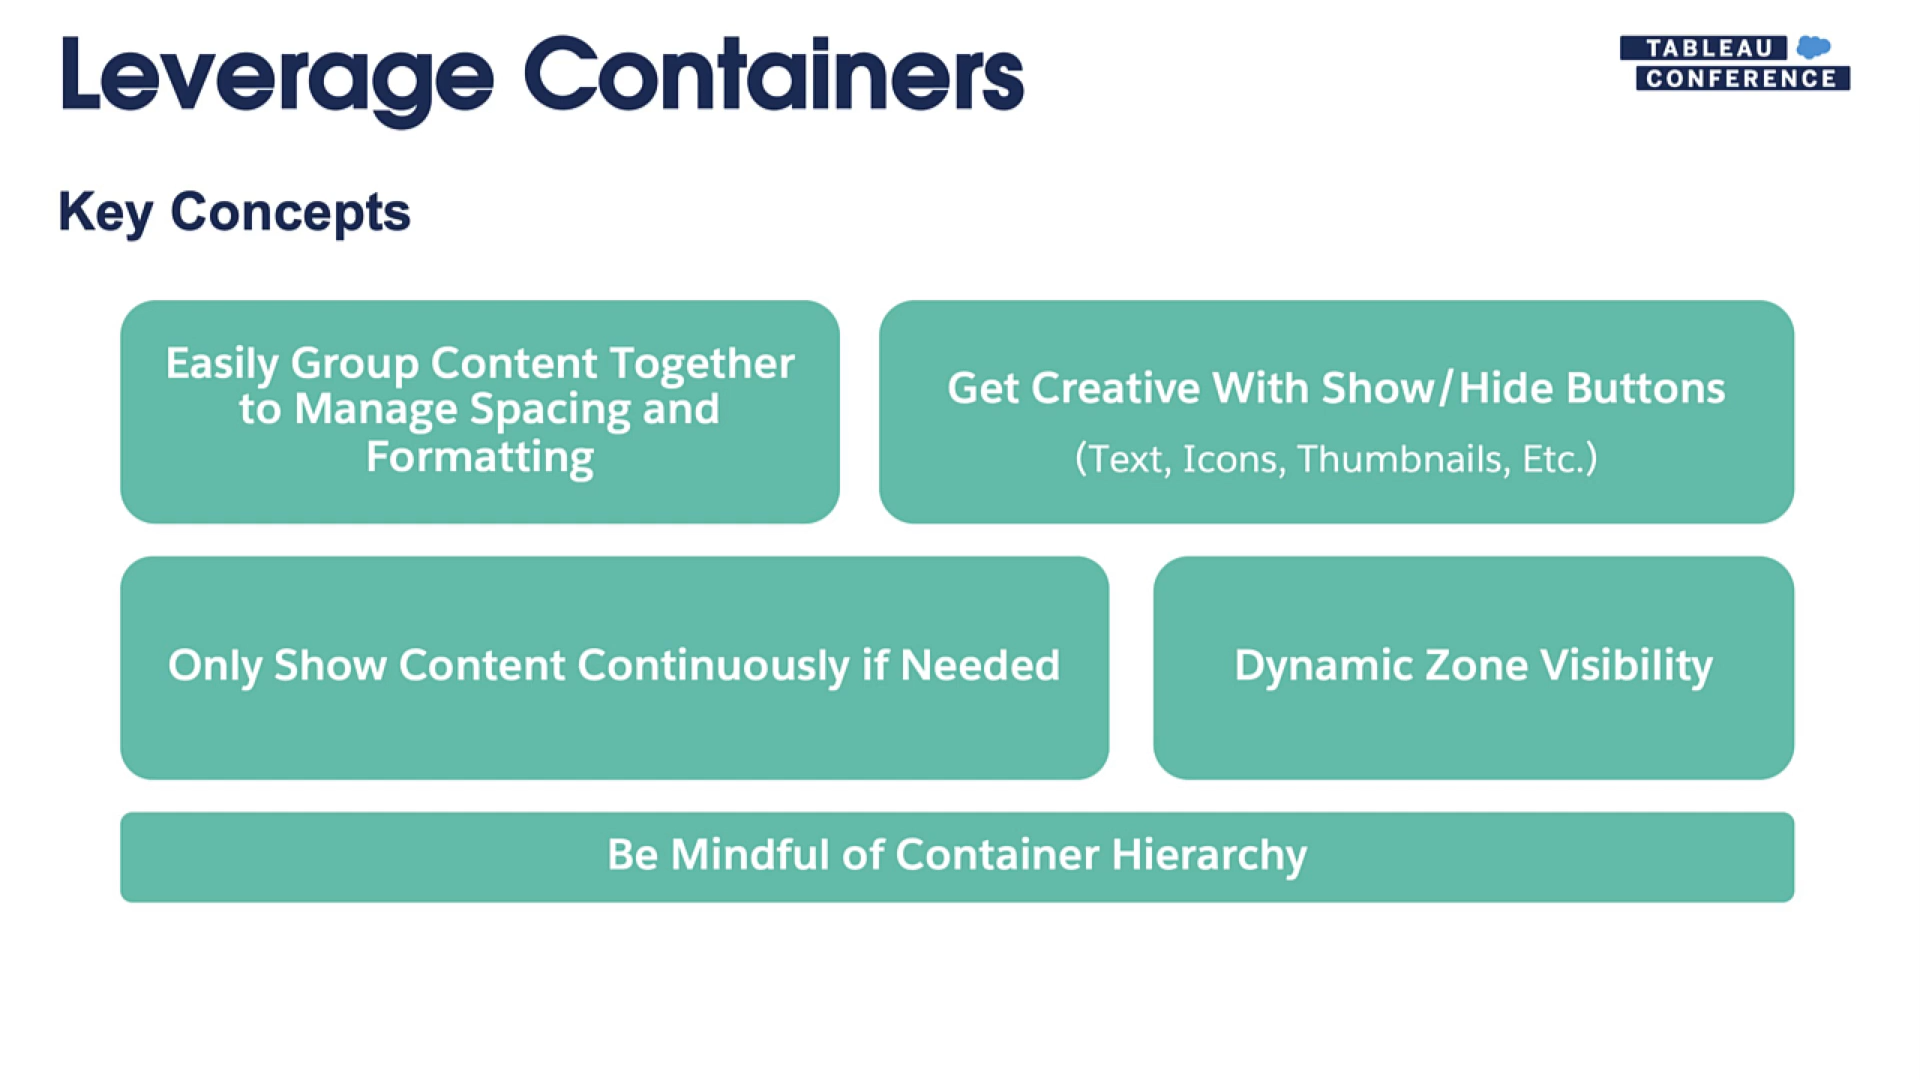 Leverage Containers
TABLEAU
CONFERENCE
Key Concepts
Easily Group Content Together
to Manage Spacing and
Formatting
Get Creative With Show/Hide Buttons
(Text, Icons, Thumbnails, Etc.)
Only Show Content Continuously if Needed
Dynamic Zone Visibility
Be Mindful of Container Hierarchy